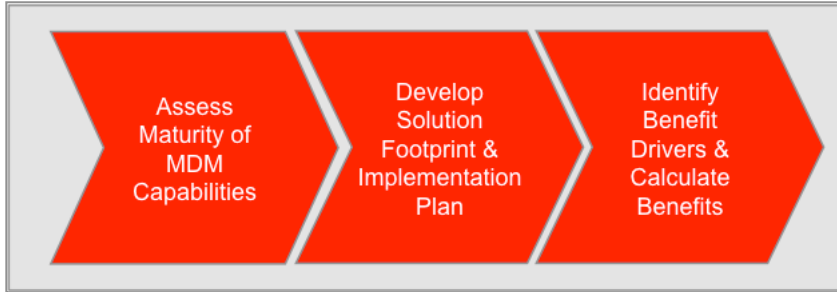 Assess
Maturity of
MDM
Capabilities
Develop
Solution
Footprint &
Implementation
Plan
Identify
Benefit
Drivers &
Calculate
Benefits